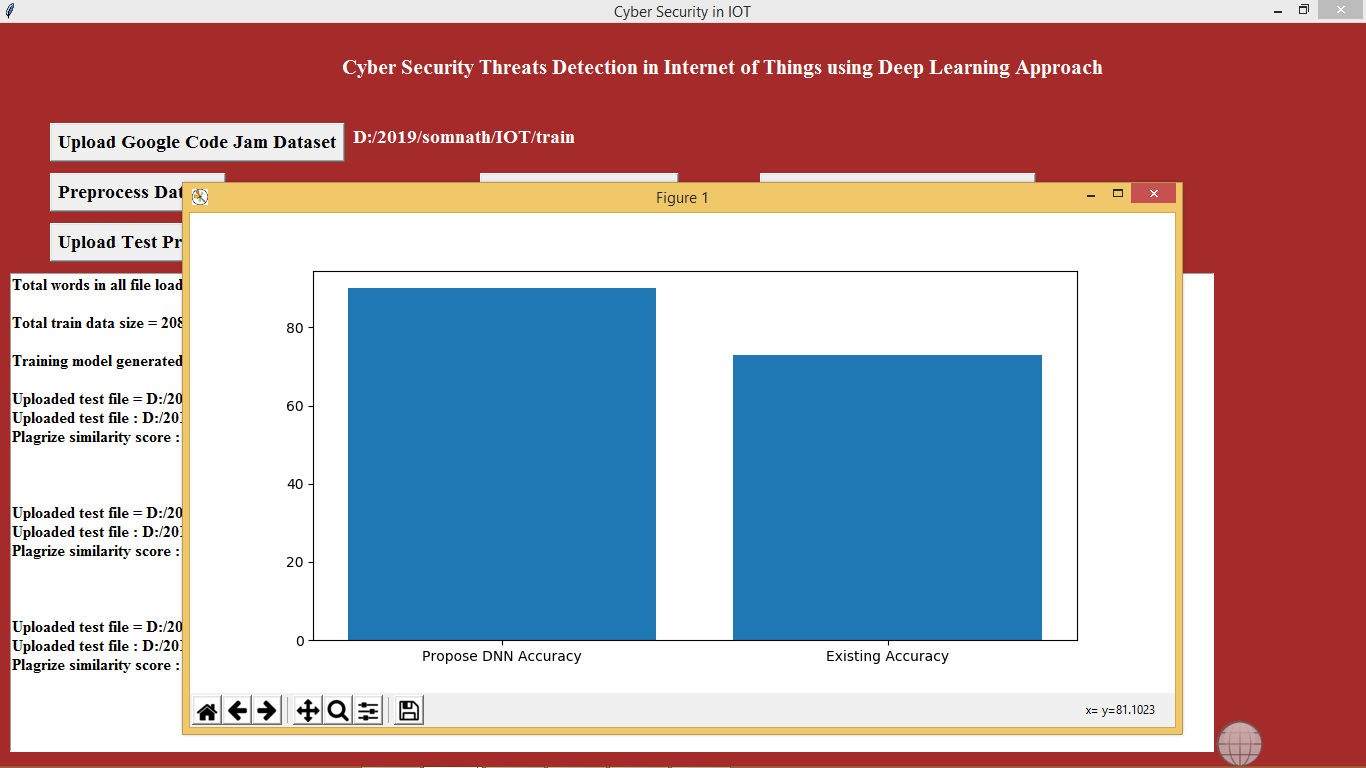 Cyber Security in IOT
Cyber Security Threats Detection in Internet of Things using Deep Learning Approach
Upload Google Code Jam Dataset
D:/2019/somnath/IOT/train
Preprocess Dat
Upload Test Pr
Total words in all file load
Total train data size = 208
Training model generated
Uploaded test file = D:/20
Uploaded test file : D:/201
Plagrize similarity score :
Uploaded test file = D:/20
Uploaded test file : D:/201
Plagrize similarity score :
Uploaded test file = D:/20
Uploaded test file : D:/201
Plagrize similarity score :
Figure 1
80
60
40
20
0
Propose DNN Accuracy
Existing Accuracy
x= y=81.1023